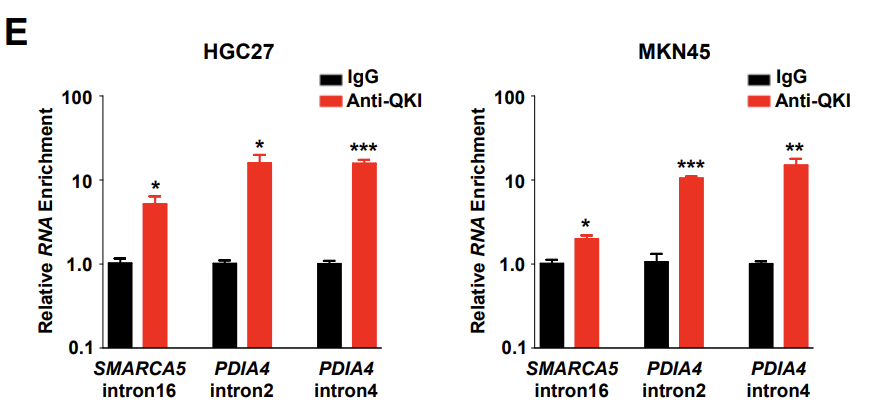 E
HGC27
IgG
Anti-QKI
Relative RNA Enrichment
100
10
1.0
0.1
*
*
***
SMARCA5
intron16
PDIA4
intron2
PDIA4
intron4
MKN45
IgG
Anti-QKI
Relative RNA Enrichment
100
10
1.0
0.1
*
***
**
SMARCA5
intron16
PDIA4
intron2
PDIA4
intron4